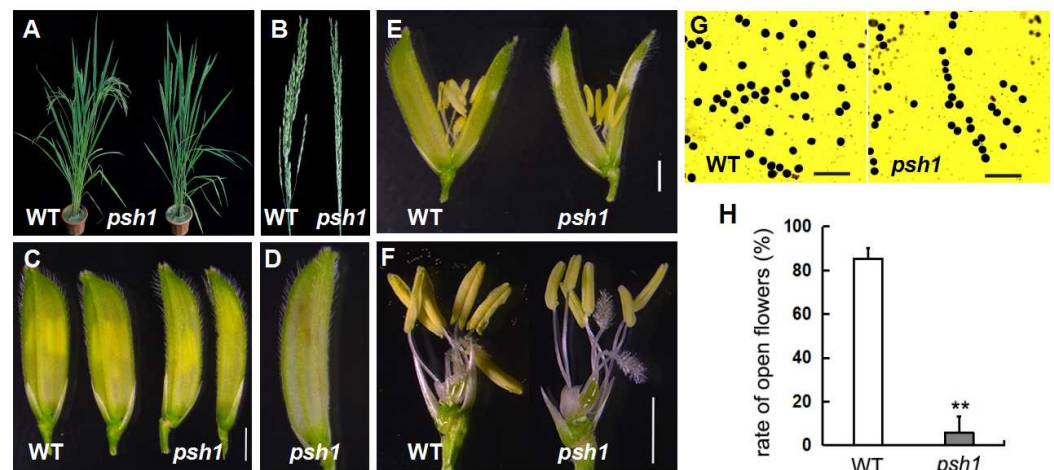 A
WT
psh1
B
WT
psh1
C
WT
psh1
D
psh1
E
WT
psh1
F
WT
psh1
G
WT
psh1
H
rate of open flowers (%)
100
80
60
40
20
0
**
WT
psh1